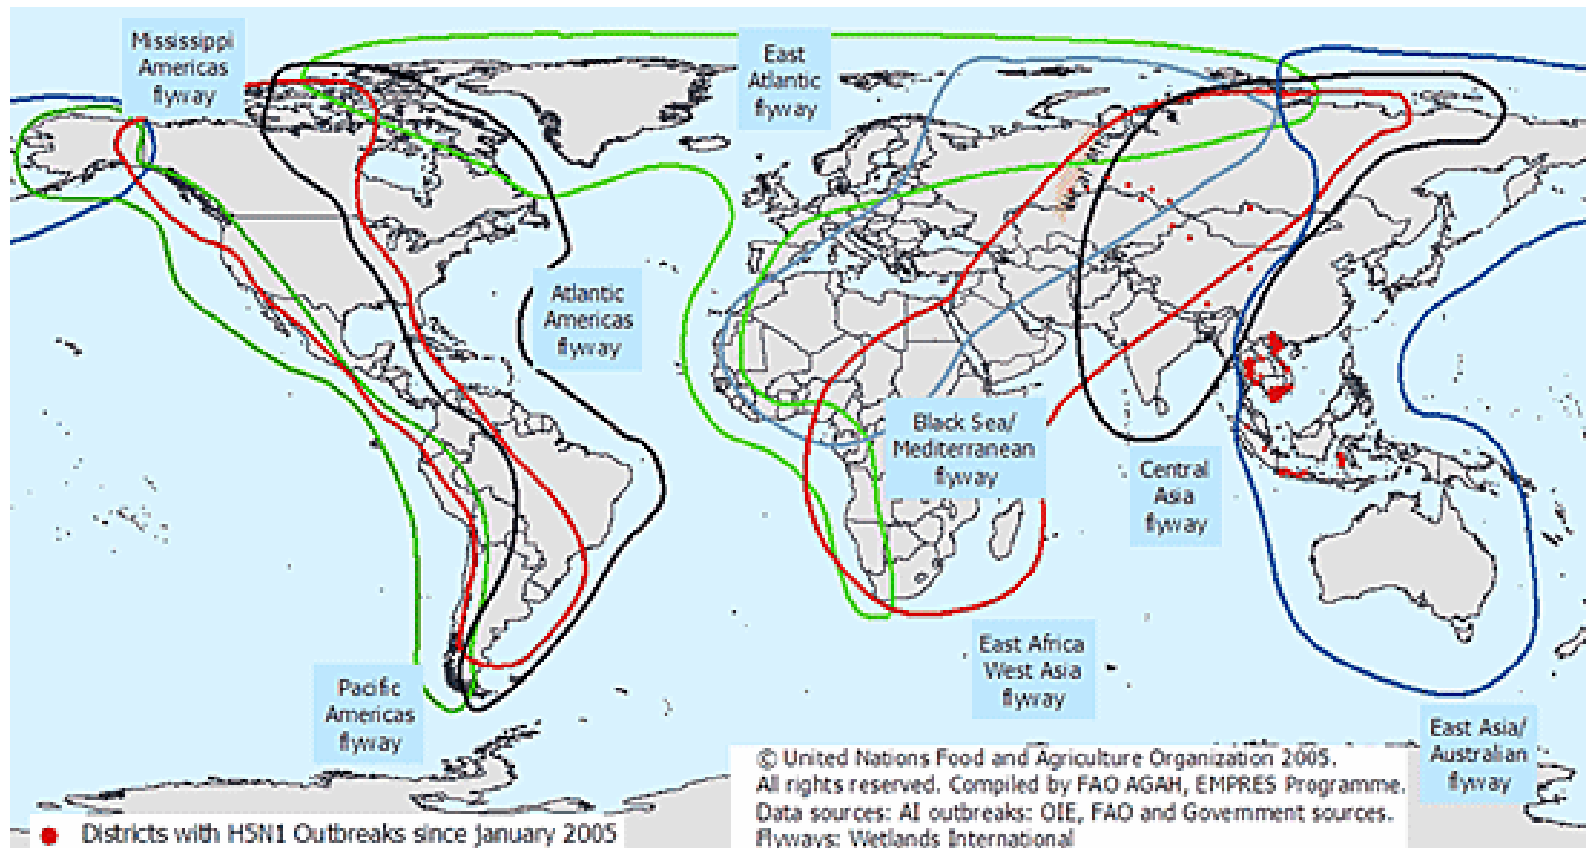 Mississippi
Americas
flyway
East
Atlantic
flyway
Atlantic
Americas
flyway
Black Sea/
Mediterranean
flyway
Central
Asia
flyway
East Africa
West Asia
flyway
Pacific
Americas
flyway
East Asia/
Australian
flyway
© United Nations Food and Agriculture Organization 2005.
All rights reserved. Compiled by FAO AGAH, EMPRES Programme.
Data sources: AI outbreaks: OIE, FAO and Government sources.
Flyways: Wetlands International
Districts with H5N1 Outbreaks since January 2005